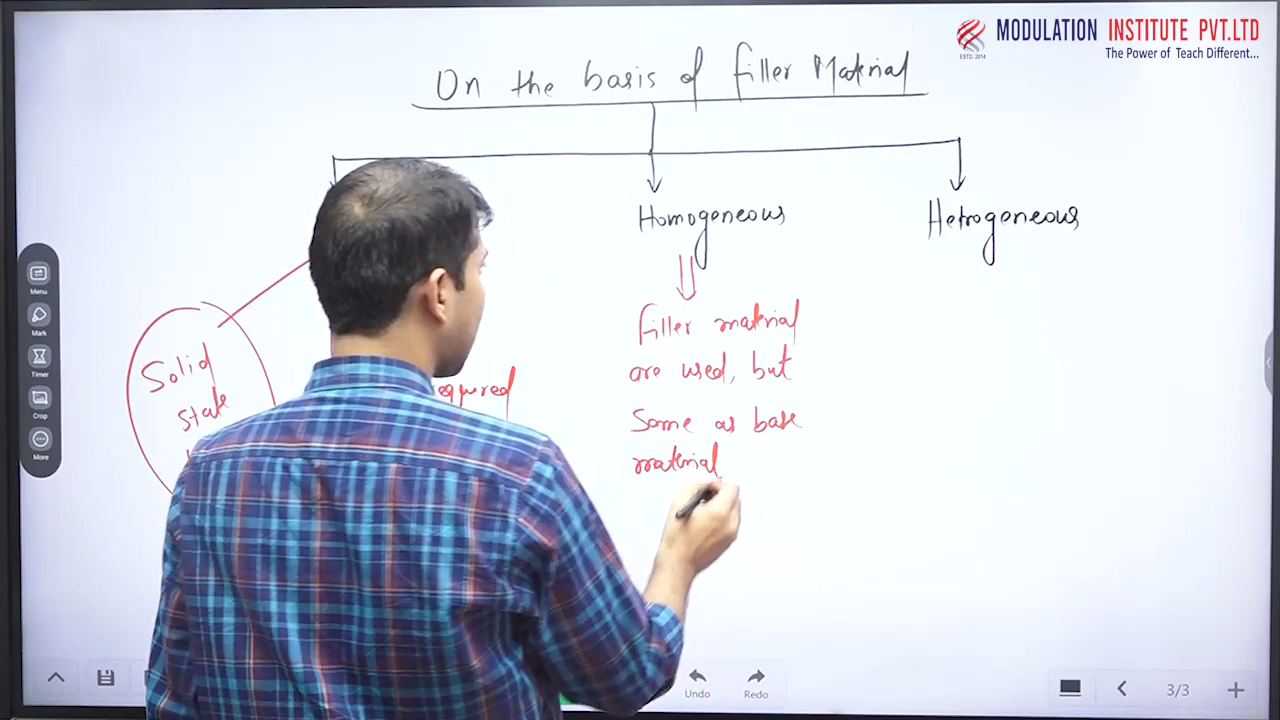 MODULATION INSTITUTE PVT.LTD
The Power of Teach Different...
ESTD. 2014
On the basis of filler Material
Homogeneous
Hetrogeneous
filler material
are used, but
Same as base
material
Solid
State
Menu
Mark
Timer
Crop
More
Undo
Redo
3/3